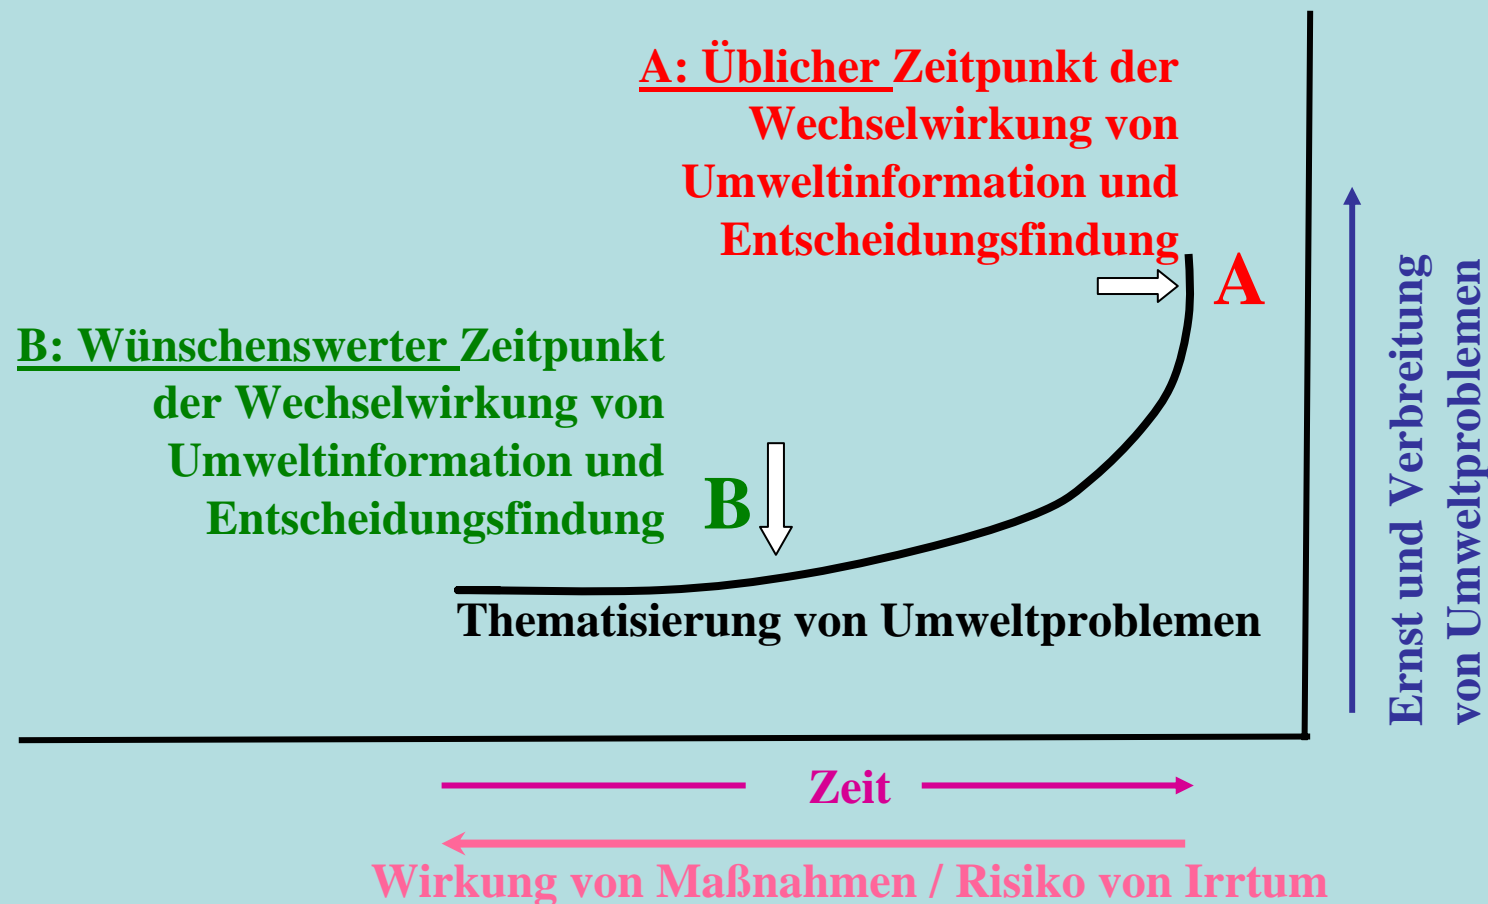 A: Üblicher Zeitpunkt der
Wechselwirkung von
Umweltinformation und
Entscheidungsfindung
A
B: Wünschenswerter Zeitpunkt
der Wechselwirkung von
Umweltinformation und
Entscheidungsfindung
B
Thematisierung von Umweltproblemen
Ernst und Verbreitung
von Umweltproblemen
Zeit
Wirkung von Maßnahmen / Risiko von Irrtum